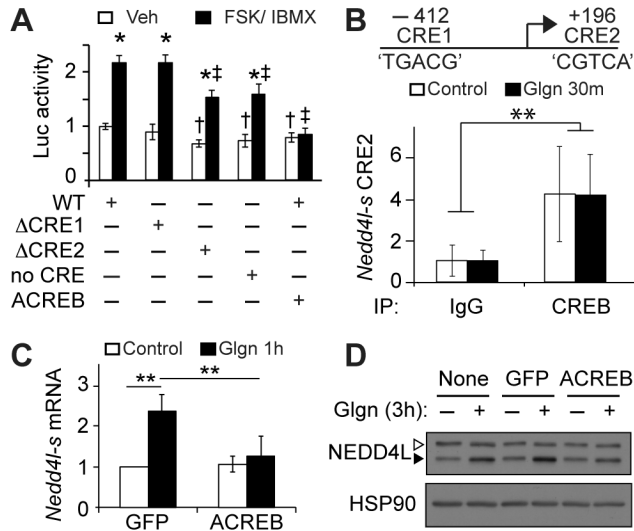 A
Veh FSK/ IBMX
Luc activity
2
1
0
* * *‡ *‡ † † † ‡
WT + – – – +
ΔCRE1 – + – – –
ΔCRE2 – – + – –
no CRE – – – + –
ACREB – – – – +
B
– 412 +196
CRE1 CRE2
‘TGACG’ ‘CGTCA’
Control Glgn 30m
**
Nedd4l-s CRE2
6
4
2
0
IP: IgG CREB
C
Control Glgn 1h
** **
Nedd4l-s mRNA
3
2
1
0
GFP ACREB
D
None GFP ACREB
Glgn (3h): – + – + – +
NEDD4L
HSP90